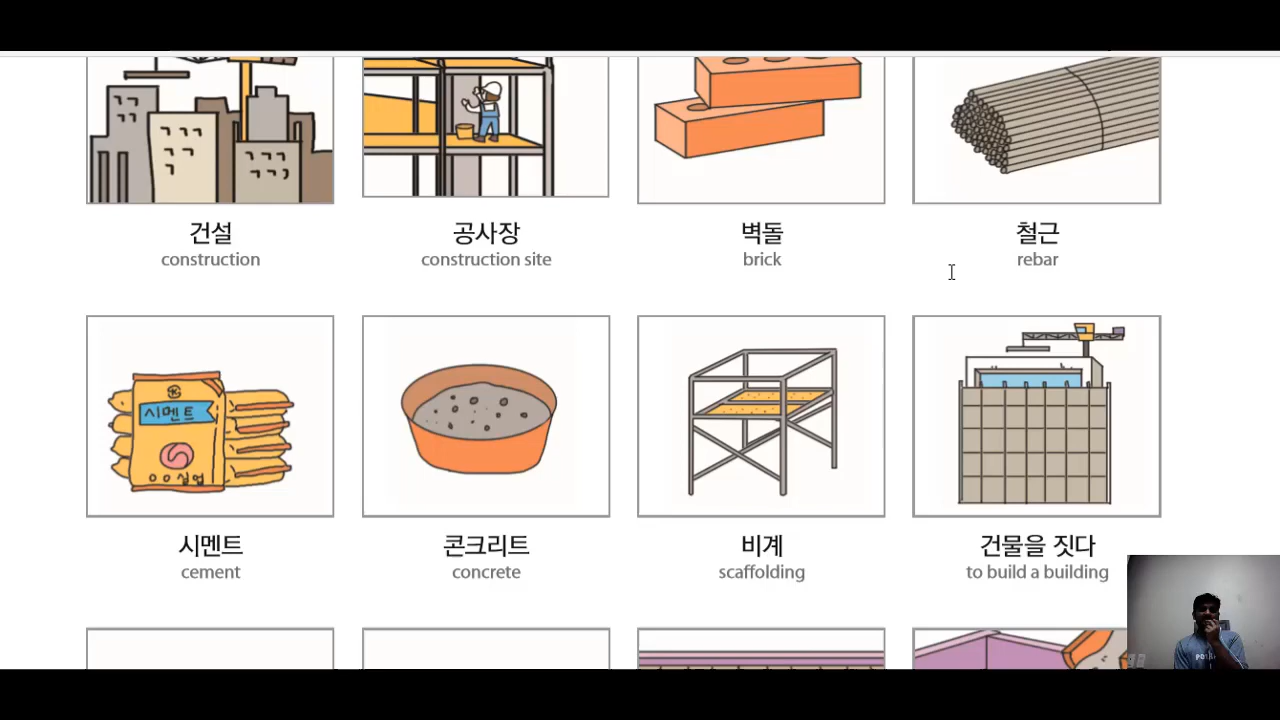 건설 공사장 벽돌 철근
construction construction site brick rebar
시멘트
시멘트 콘크리트 비계 건물을 짓다
cement concrete scaffolding to build a building